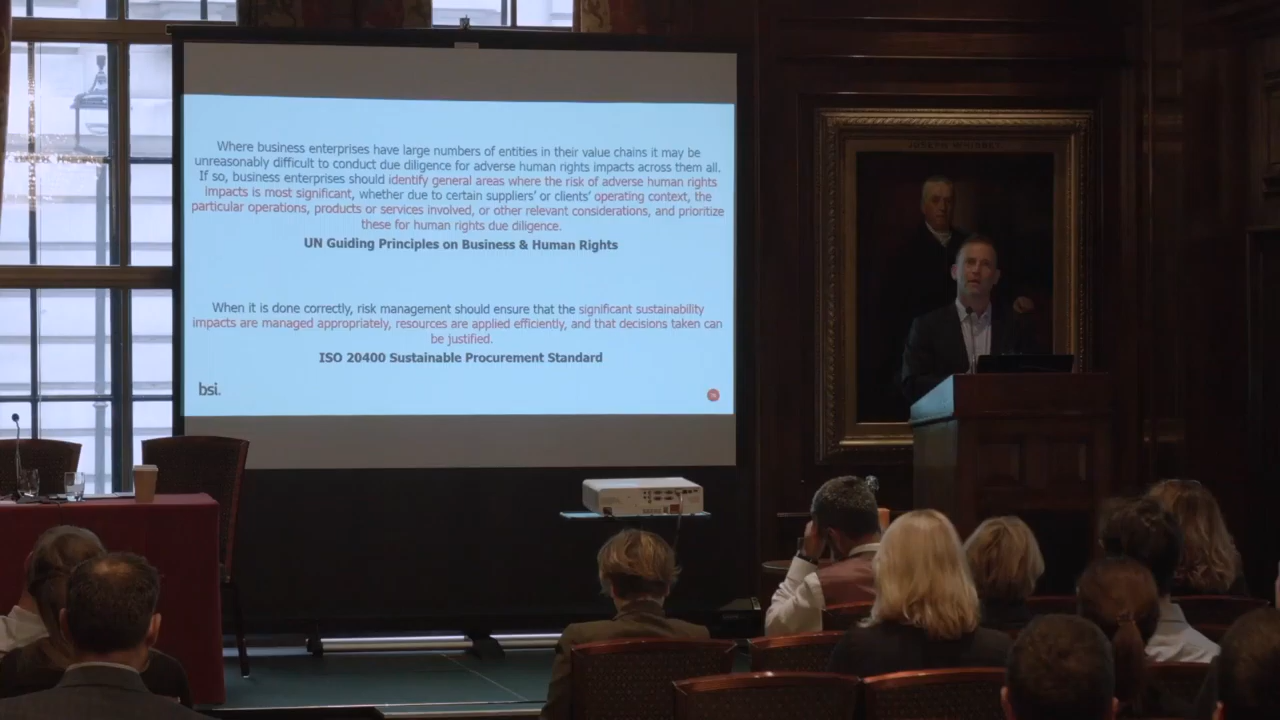 Where business enterprises have large numbers of entities in their value chains it may be
unreasonably difficult to conduct due diligence for adverse human rights impacts across them all.
If so, business enterprises should identify general areas where the risk of adverse human rights
impacts is most significant, whether due to certain suppliers' or clients' operating context, the
particular operations, products or services involved, or other relevant considerations, and prioritize
these for human rights due diligence.
UN Guiding Principles on Business & Human Rights
When it is done correctly, risk management should ensure that the significant sustainability
impacts are managed appropriately, resources are applied efficiently, and that decisions taken can
be justified.
ISO 20400 Sustainable Procurement Standard
bsi.